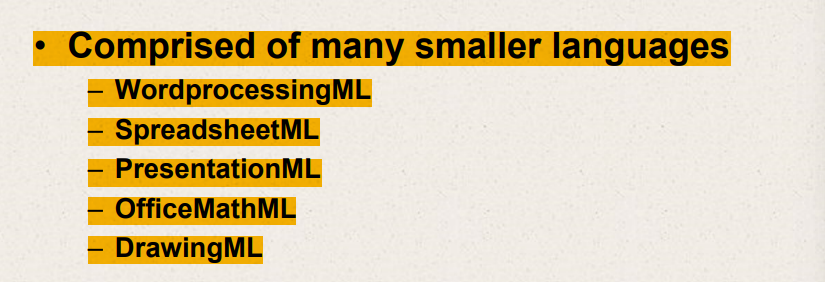 • Comprised of many smaller languages
– WordprocessingML
– SpreadsheetML
– PresentationML
– OfficeMathML
– DrawingML